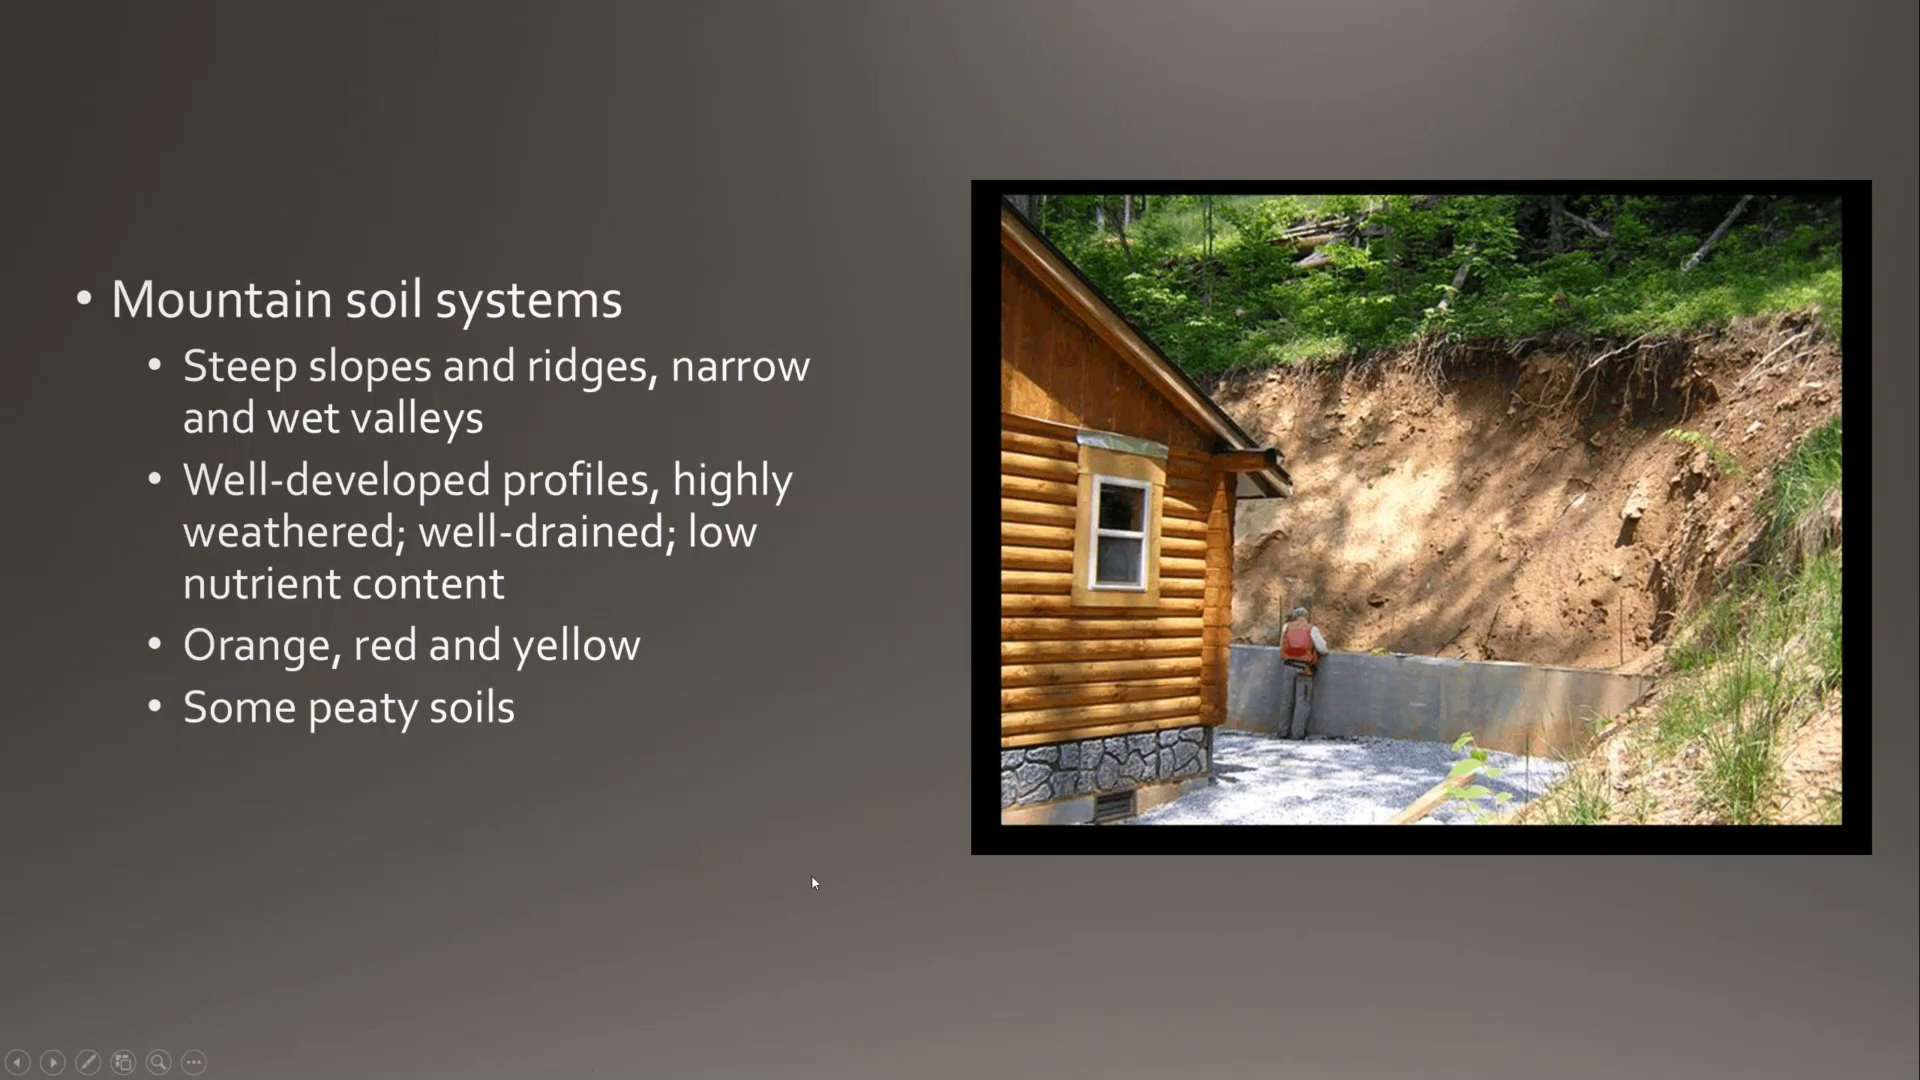 • Mountain soil systems
• Steep slopes and ridges, narrow
and wet valleys
• Well-developed profiles, highly
weathered; well-drained; low
nutrient content
• Orange, red and yellow
• Some peaty soils